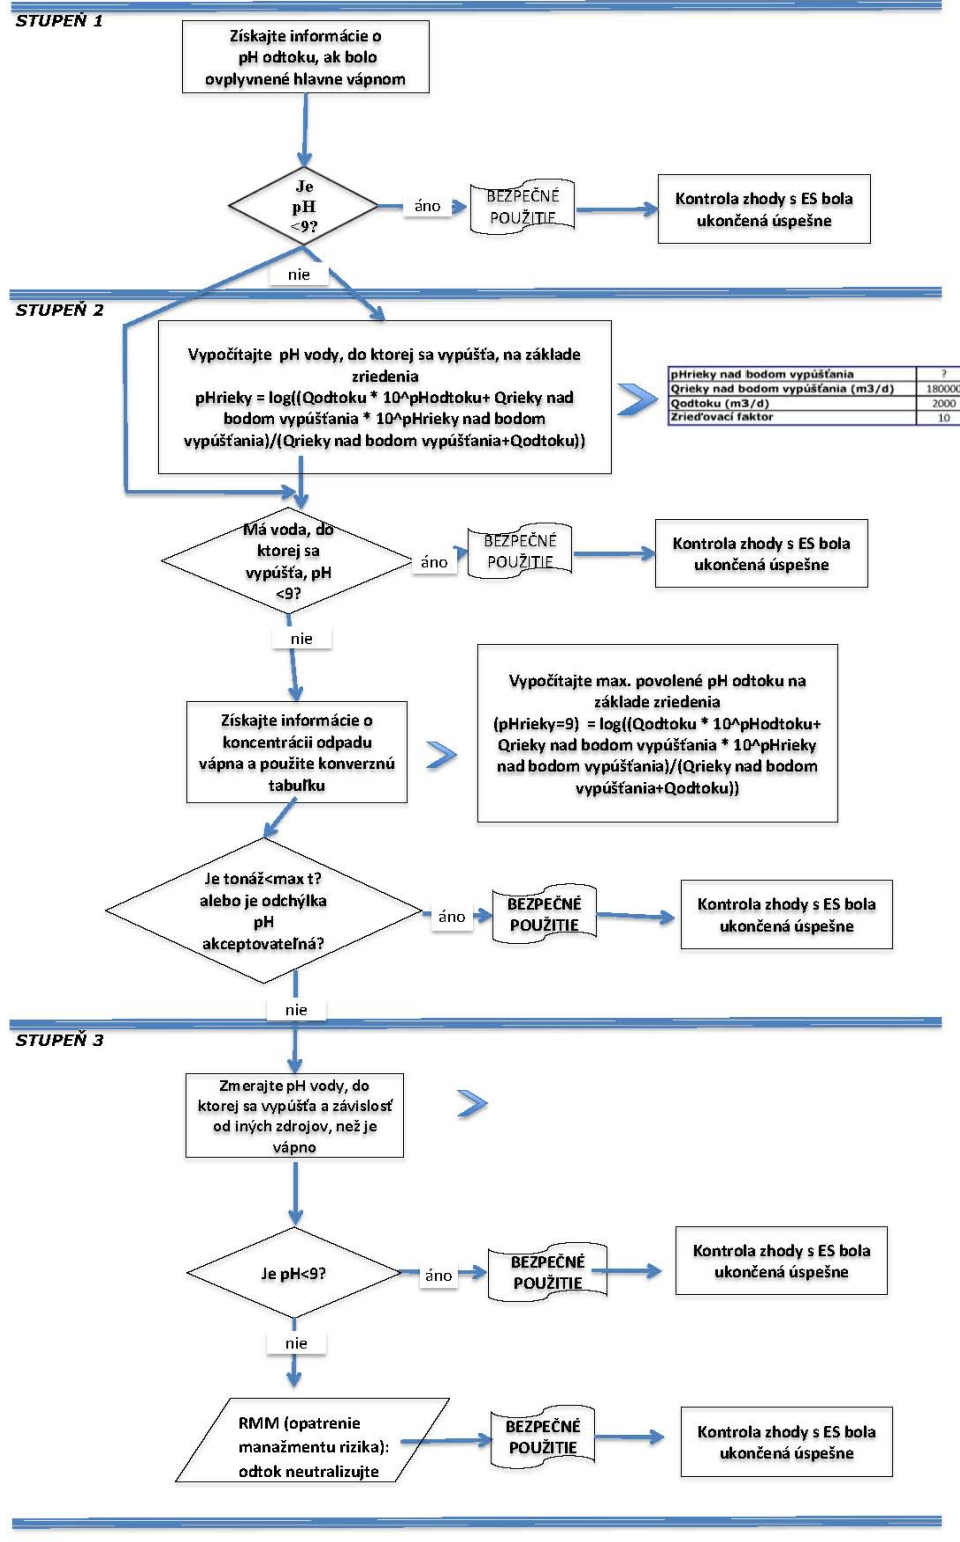 STUPEŇ 1
Získajte informácie o
pH odtoku, ak bolo
ovplyvnené hlavne vápnom
Je
pH
<9?
áno
BEZPEČNÉ
POUŽITIE
Kontrola zhody s ES bola
ukončená úspešne
nie
STUPEŇ 2
Vypočítajte pH vody, do ktorej sa vypúšťa, na základe
zriedenia
pHrieky = log((Qodtoku * 10^pHodtoku+ Qrieky nad
bodom vypúšťania * 10^pHrieky nad bodom
vypúšťania)/(Qrieky nad bodom vypúšťania+Qodtoku))
pHrieky nad bodom vypúšťania ?
Qrieky nad bodom vypúšťania (m3/d) 180000
Qodtoku (m3/d) 2000
Zrieďovací faktor 10
Má voda, do
ktorej sa
vypúšťa, pH
<9?
áno
BEZPEČNÉ
POUŽITIE
Kontrola zhody s ES bola
ukončená úspešne
nie
Získajte informácie o
koncentrácii odpadu
vápna a použite konverznú
tabuľku
Vypočítajte max. povolené pH odtoku na
základe zriedenia
(pHrieky=9) = log((Qodtoku * 10^pHodtoku+
Qrieky nad bodom vypúšťania * 10^pHrieky
nad bodom vypúšťania)/(Qrieky nad bodom
vypúšťania+Qodtoku))
Je tonáž<max t?
alebo je odchýlka
pH
akceptovateľná?
áno
BEZPEČNÉ
POUŽITIE
Kontrola zhody s ES bola
ukončená úspešne
nie
STUPEŇ 3
Zmerajte pH vody, do
ktorej sa vypúšťa a závislosť
od iných zdrojov, než je
vápno
Je pH<9?
áno
BEZPEČNÉ
POUŽITIE
Kontrola zhody s ES bola
ukončená úspešne
nie
RMM (opatrenie
manažmentu rizika):
odtok neutralizujte
BEZPEČNÉ
POUŽITIE
Kontrola zhody s ES bola
ukončená úspešne